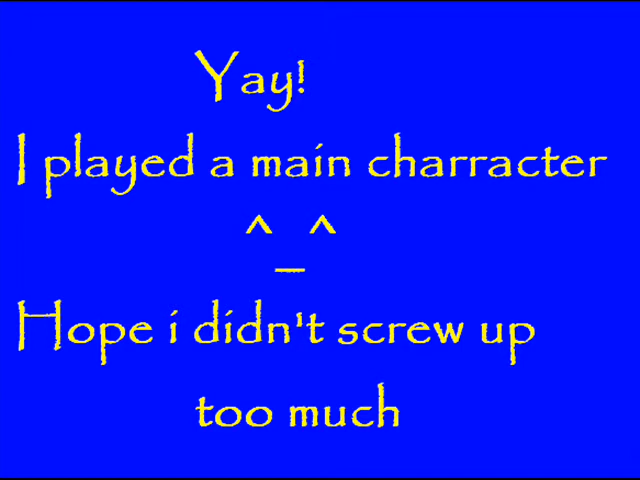 Yay!
I played a main charracter
^_^
Hope i didn't screw up
too much